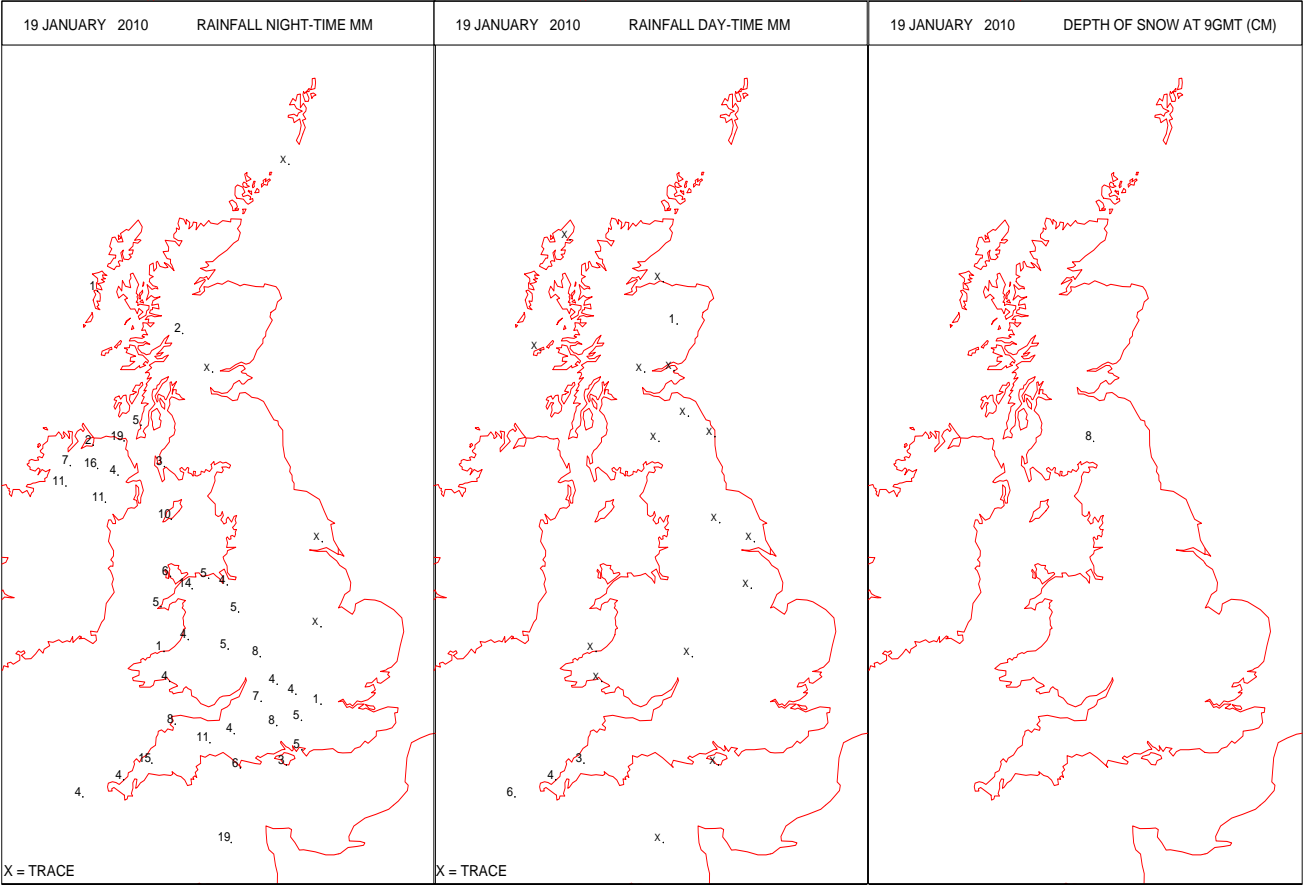 19 JANUARY 2010 RAINFALL NIGHT-TIME MM
x.
1
2.
x.
5.
2. 19.
7. 16. 4. 3
11. 11.
10.
x.
6 14. 5. 4.
5. 5.
x.
1. 4. 5. 8.
4. 4. 4.
7. 1.
8. 4. 8. 5.
11. 5
15. 6. 3.
4.
4.
19.
X = TRACE
19 JANUARY 2010 RAINFALL DAY-TIME MM
x
x.
1.
x.
x. x.
x.
x. x.
x.
x.
x.
x. x.
x.
3.
4. x.
6.
x.
X = TRACE
19 JANUARY 2010 DEPTH OF SNOW AT 9GMT (CM)
8.